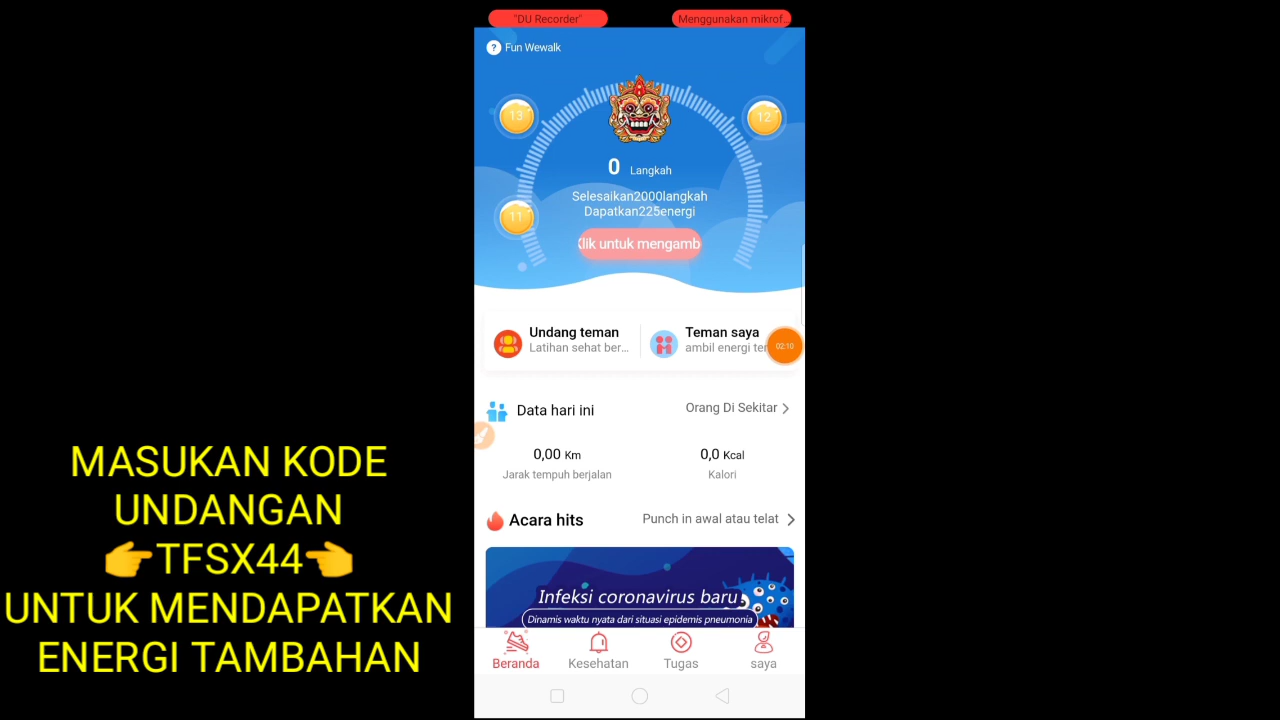 "DU Recorder"
Menggunakan mikrof...
Fun Wewalk
13
12
0 Langkah
Selesaikan2000langkah
Dapatkan225energi
11
Klik untuk mengamb
Undang teman
Latihan sehat ber...
Teman saya
ambil energi ter
02:10
Data hari ini
Orang Di Sekitar
0,00 Km
0,0 Kcal
Jarak tempuh berjalan
Kalori
Acara hits
Punch in awal atau telat
Infeksi coronavirus baru
Dinamis waktu nyata dari situasi epidemis pneumonia
Beranda
Kesehatan
Tugas
saya
MASUKAN KODE
UNDANGAN
👉TFSX44👈
UNTUK MENDAPATKAN
ENERGI TAMBAHAN